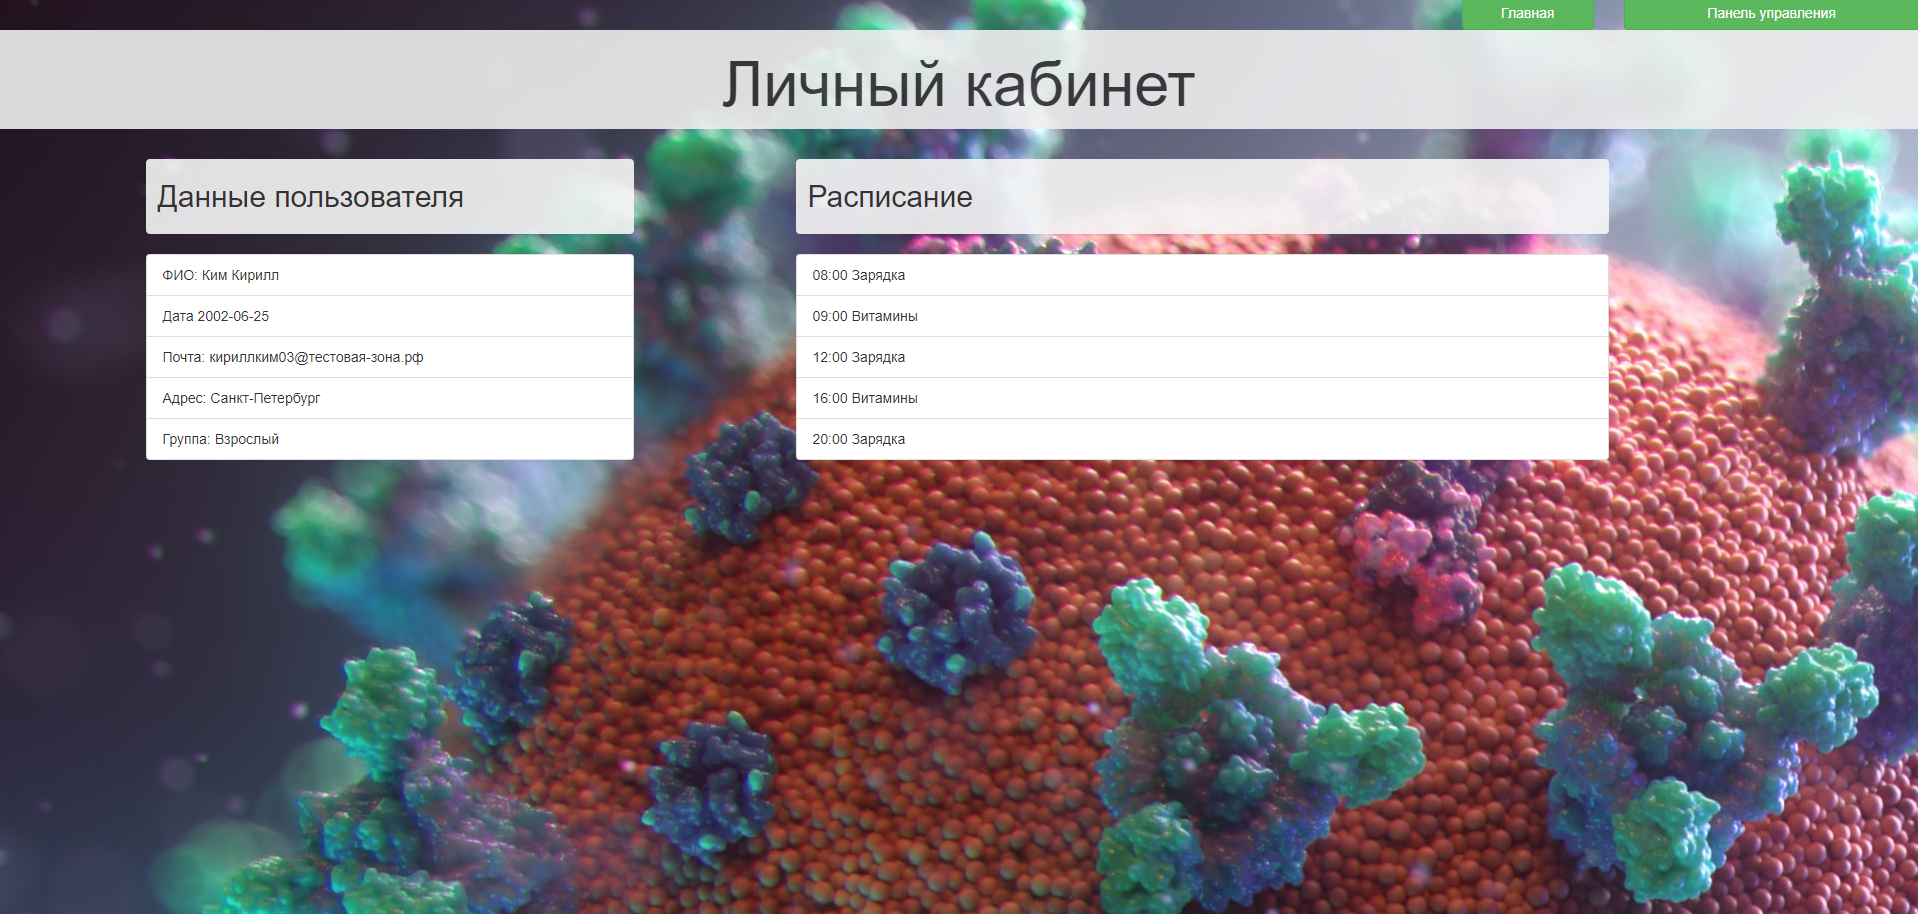 Главная
Панель управления
Личный кабинет
Данные пользователя
ФИО: Ким Кирилл
Дата 2002-06-25
Почта: кириллким03@тестовая-зона.рф
Адрес: Санкт-Петербург
Группа: Взрослый
Расписание
08:00 Зарядка
09:00 Витамины
12:00 Зарядка
16:00 Витамины
20:00 Зарядка